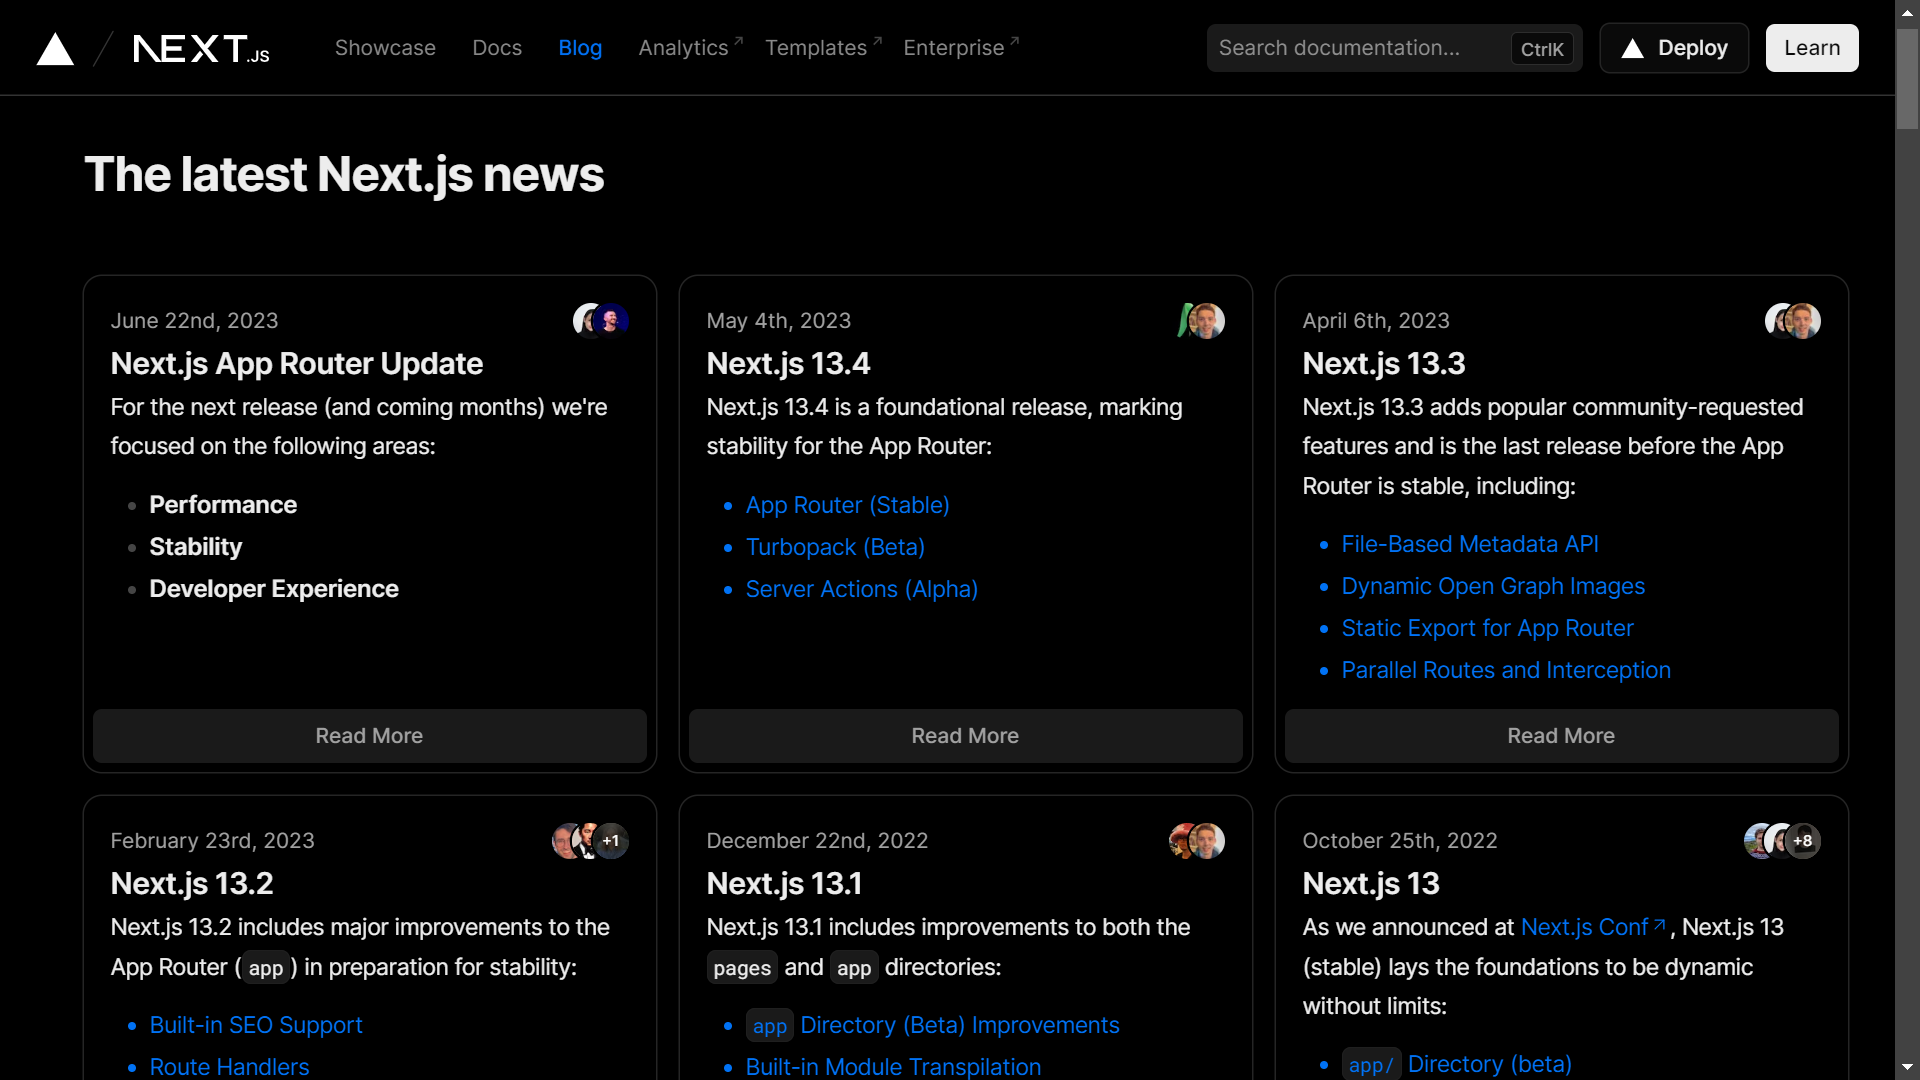 NEXT.JS Showcase Docs Blog Analytics↗ Templates↗ Enterprise↗ Search documentation... CtrlK Deploy Learn
The latest Next.js news
June 22nd, 2023
Next.js App Router Update
For the next release (and coming months) we're
focused on the following areas:
• Performance
• Stability
• Developer Experience
Read More
May 4th, 2023
Next.js 13.4
Next.js 13.4 is a foundational release, marking
stability for the App Router:
• App Router (Stable)
• Turbopack (Beta)
• Server Actions (Alpha)
Read More
April 6th, 2023
Next.js 13.3
Next.js 13.3 adds popular community-requested
features and is the last release before the App
Router is stable, including:
• File-Based Metadata API
• Dynamic Open Graph Images
• Static Export for App Router
• Parallel Routes and Interception
Read More
February 23rd, 2023 +1
Next.js 13.2
Next.js 13.2 includes major improvements to the
App Router (app) in preparation for stability:
• Built-in SEO Support
• Route Handlers
December 22nd, 2022
Next.js 13.1
Next.js 13.1 includes improvements to both the
pages and app directories:
• app Directory (Beta) Improvements
• Built-in Module Transpilation
October 25th, 2022 +8
Next.js 13
As we announced at Next.js Conf↗, Next.js 13
(stable) lays the foundations to be dynamic
without limits:
• app/ Directory (beta)